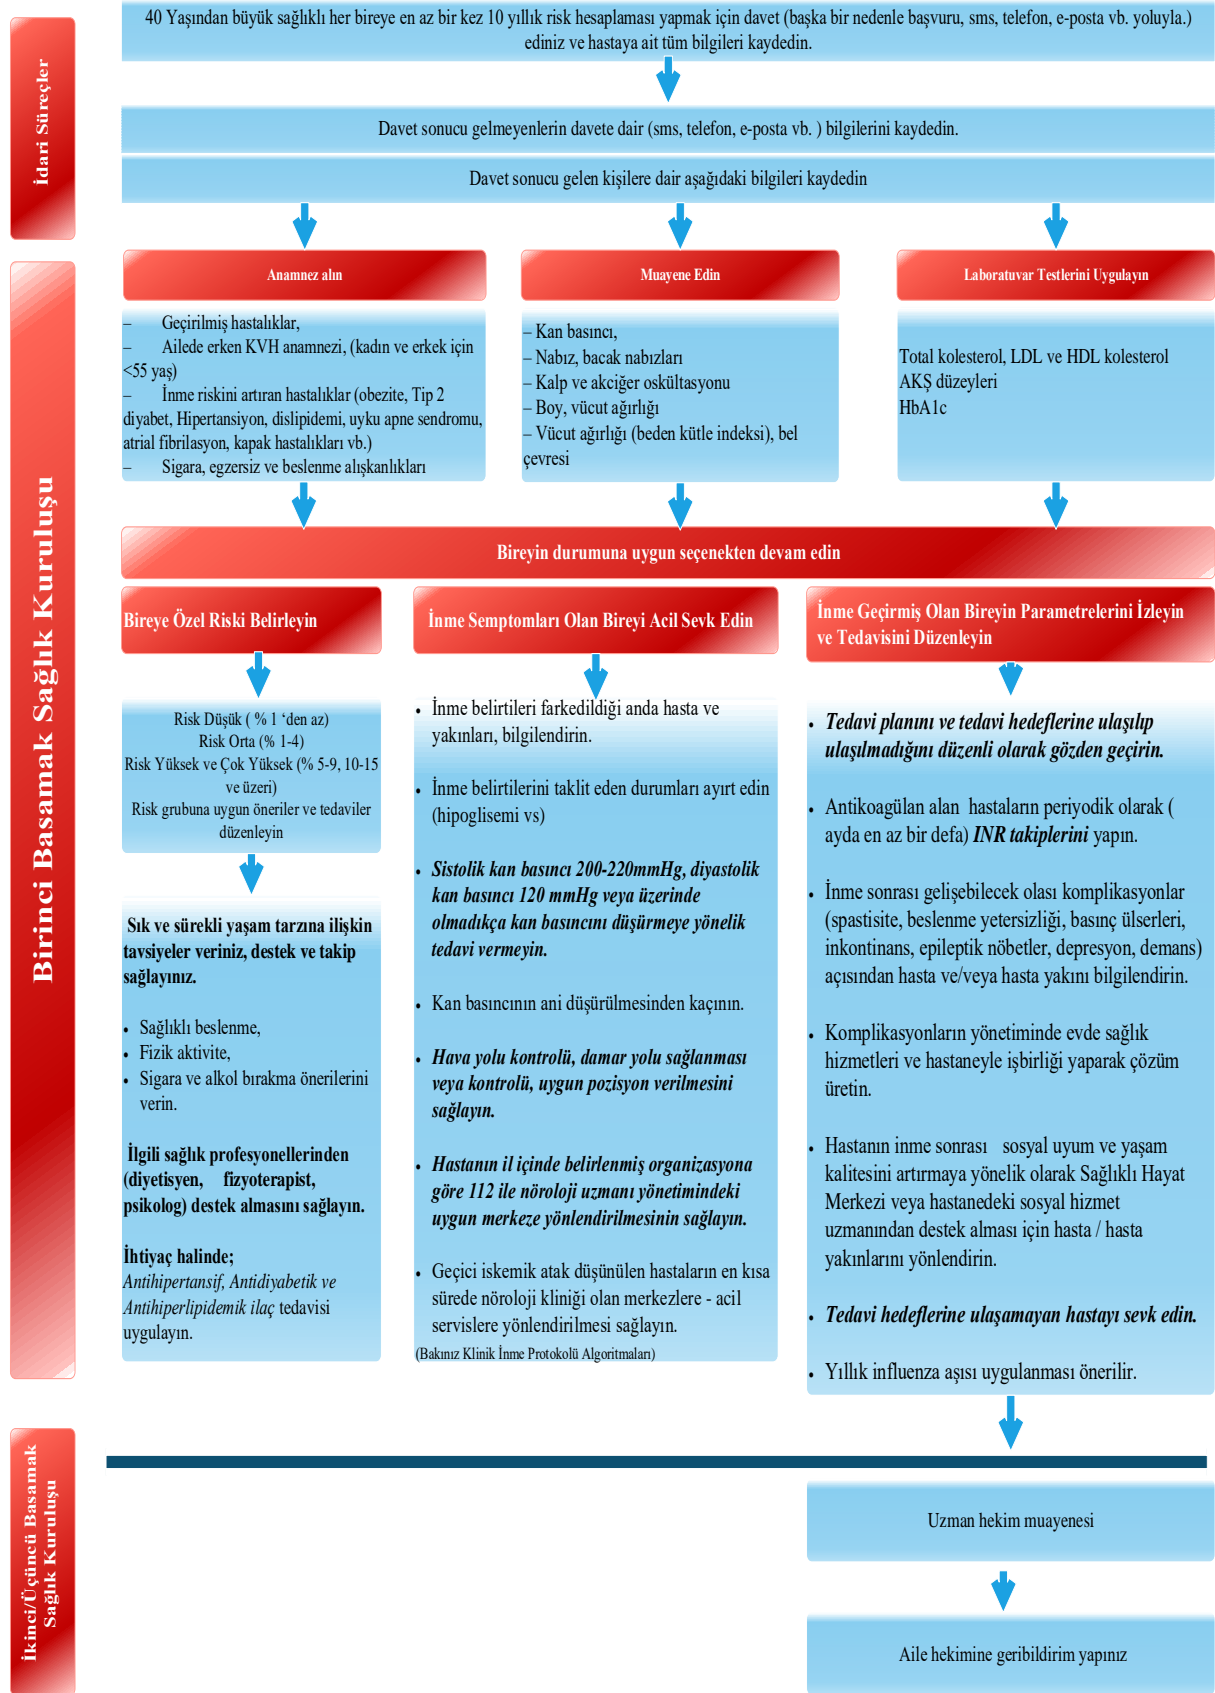 İdari Süreçler
40 Yaşından büyük sağlıklı her bireye en az bir kez 10 yıllık risk hesaplaması yapmak için davet (başka bir nedenle başvuru, sms, telefon, e-posta vb. yoluyla.)
ediniz ve hastaya ait tüm bilgileri kaydedin.
Davet sonucu gelmeyenlerin davete dair (sms, telefon, e-posta vb. ) bilgilerini kaydedin.
Davet sonucu gelen kişilere dair aşağıdaki bilgileri kaydedin
Birinci Basamak Sağlık Kuruluşu
Anamnez alın
– Geçirilmiş hastalıklar,
– Ailede erken KVH anamnezi, (kadın ve erkek için
<55 yaş)
– İnme riskini artıran hastalıklar (obezite, Tip 2
diyabet, Hipertansiyon, dislipidemi, uyku apne sendromu,
atrial fibrilasyon, kapak hastalıkları vb.)
– Sigara, egzersiz ve beslenme alışkanlıkları
Muayene Edin
– Kan basıncı,
– Nabız, bacak nabızları
– Kalp ve akciğer oskültasyonu
– Boy, vücut ağırlığı
– Vücut ağırlığı (beden kütle indeksi), bel
çevresi
Laboratuvar Testlerini Uygulayın
Total kolesterol, LDL ve HDL kolesterol
AKŞ düzeyleri
HbA1c
Bireyin durumuna uygun seçenekten devam edin
Bireye Özel Riski Belirleyin
Risk Düşük ( % 1 ‘den az)
Risk Orta (% 1-4)
Risk Yüksek ve Çok Yüksek (% 5-9, 10-15
ve üzeri)
Risk grubuna uygun öneriler ve tedaviler
düzenleyin
Sık ve sürekli yaşam tarzına ilişkin
tavsiyeler veriniz, destek ve takip
sağlayınız.
• Sağlıklı beslenme,
• Fizik aktivite,
• Sigara ve alkol bırakma önerilerini
verin.
İlgili sağlık profesyonellerinden
(diyetisyen, fizyoterapist,
psikolog) destek almasını sağlayın.
İhtiyaç halinde;
Antihipertansif, Antidiyabetik ve
Antihiperlipidemik ilaç tedavisi
uygulayın.
İnme Semptomları Olan Bireyi Acil Sevk Edin
• İnme belirtileri farkedildiği anda hasta ve
yakınları, bilgilendirin.
• İnme belirtilerini taklit eden durumları ayırt edin
(hipoglisemi vs)
• Sistolik kan basıncı 200-220mmHg, diyastolik
kan basıncı 120 mmHg veya üzerinde
olmadıkça kan basıncını düşürmeye yönelik
tedavi vermeyin.
• Kan basıncının ani düşürülmesinden kaçının.
• Hava yolu kontrolü, damar yolu sağlanması
veya kontrolü, uygun pozisyon verilmesini
sağlayın.
• Hastanın il içinde belirlenmiş organizasyona
göre 112 ile nöroloji uzmanı yönetimindeki
uygun merkeze yönlendirilmesinin sağlayın.
• Geçici iskemik atak düşünülen hastaların en kısa
sürede nöroloji kliniği olan merkezlere - acil
servislere yönlendirilmesi sağlayın.
(Bakınız Klinik İnme Protokolü Algoritmaları)
İnme Geçirmiş Olan Bireyin Parametrelerini İzleyin
ve Tedavisini Düzenleyin
• Tedavi planını ve tedavi hedeflerine ulaşılıp
ulaşılmadığını düzenli olarak gözden geçirin.
• Antikoagülan alan hastaların periyodik olarak (
ayda en az bir defa) INR takiplerini yapın.
• İnme sonrası gelişebilecek olası komplikasyonlar
(spastisite, beslenme yetersizliği, basınç ülserleri,
inkontinans, epileptik nöbetler, depresyon, demans)
açısından hasta ve/veya hasta yakını bilgilendirin.
• Komplikasyonların yönetiminde evde sağlık
hizmetleri ve hastaneyle işbirliği yaparak çözüm
üretin.
• Hastanın inme sonrası sosyal uyum ve yaşam
kalitesini artırmaya yönelik olarak Sağlıklı Hayat
Merkezi veya hastanedeki sosyal hizmet
uzmanından destek alması için hasta / hasta
yakınlarını yönlendirin.
• Tedavi hedeflerine ulaşamayan hastayı sevk edin.
• Yıllık influenza aşısı uygulanması önerilir.
İkinci/Üçüncü Basamak
Sağlık Kuruluşu
Uzman hekim muayenesi
Aile hekimine geribildirim yapınız